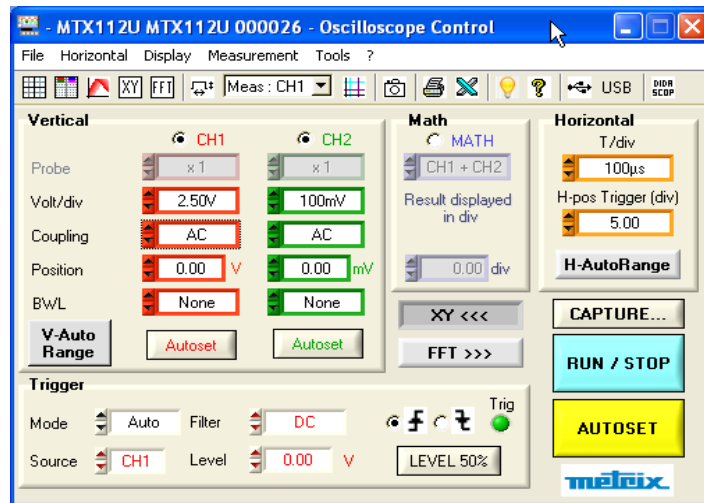 - MTX112U MTX112U 000026 - Oscilloscope Control
File Horizontal Display Measurement Tools ?
XY FFT Meas : CH1 USB DIDA SCOP
Vertical
CH1 CH2
Probe x 1 x 1
Volt/div 2.50V 100mV
Coupling AC AC
Position 0.00 V 0.00 mV
BWL None None
V-Auto
Range
Autoset Autoset
Math
MATH
CH1 + CH2
Result displayed
in div
0.00 div
XY <<<
FFT >>>
Horizontal
T/div
100µs
H-pos Trigger (div)
5.00
H-AutoRange
CAPTURE...
RUN / STOP
AUTOSET
metrix
Trigger
Trig
Mode Auto Filter DC
Source CH1 Level 0.00 V LEVEL 50%